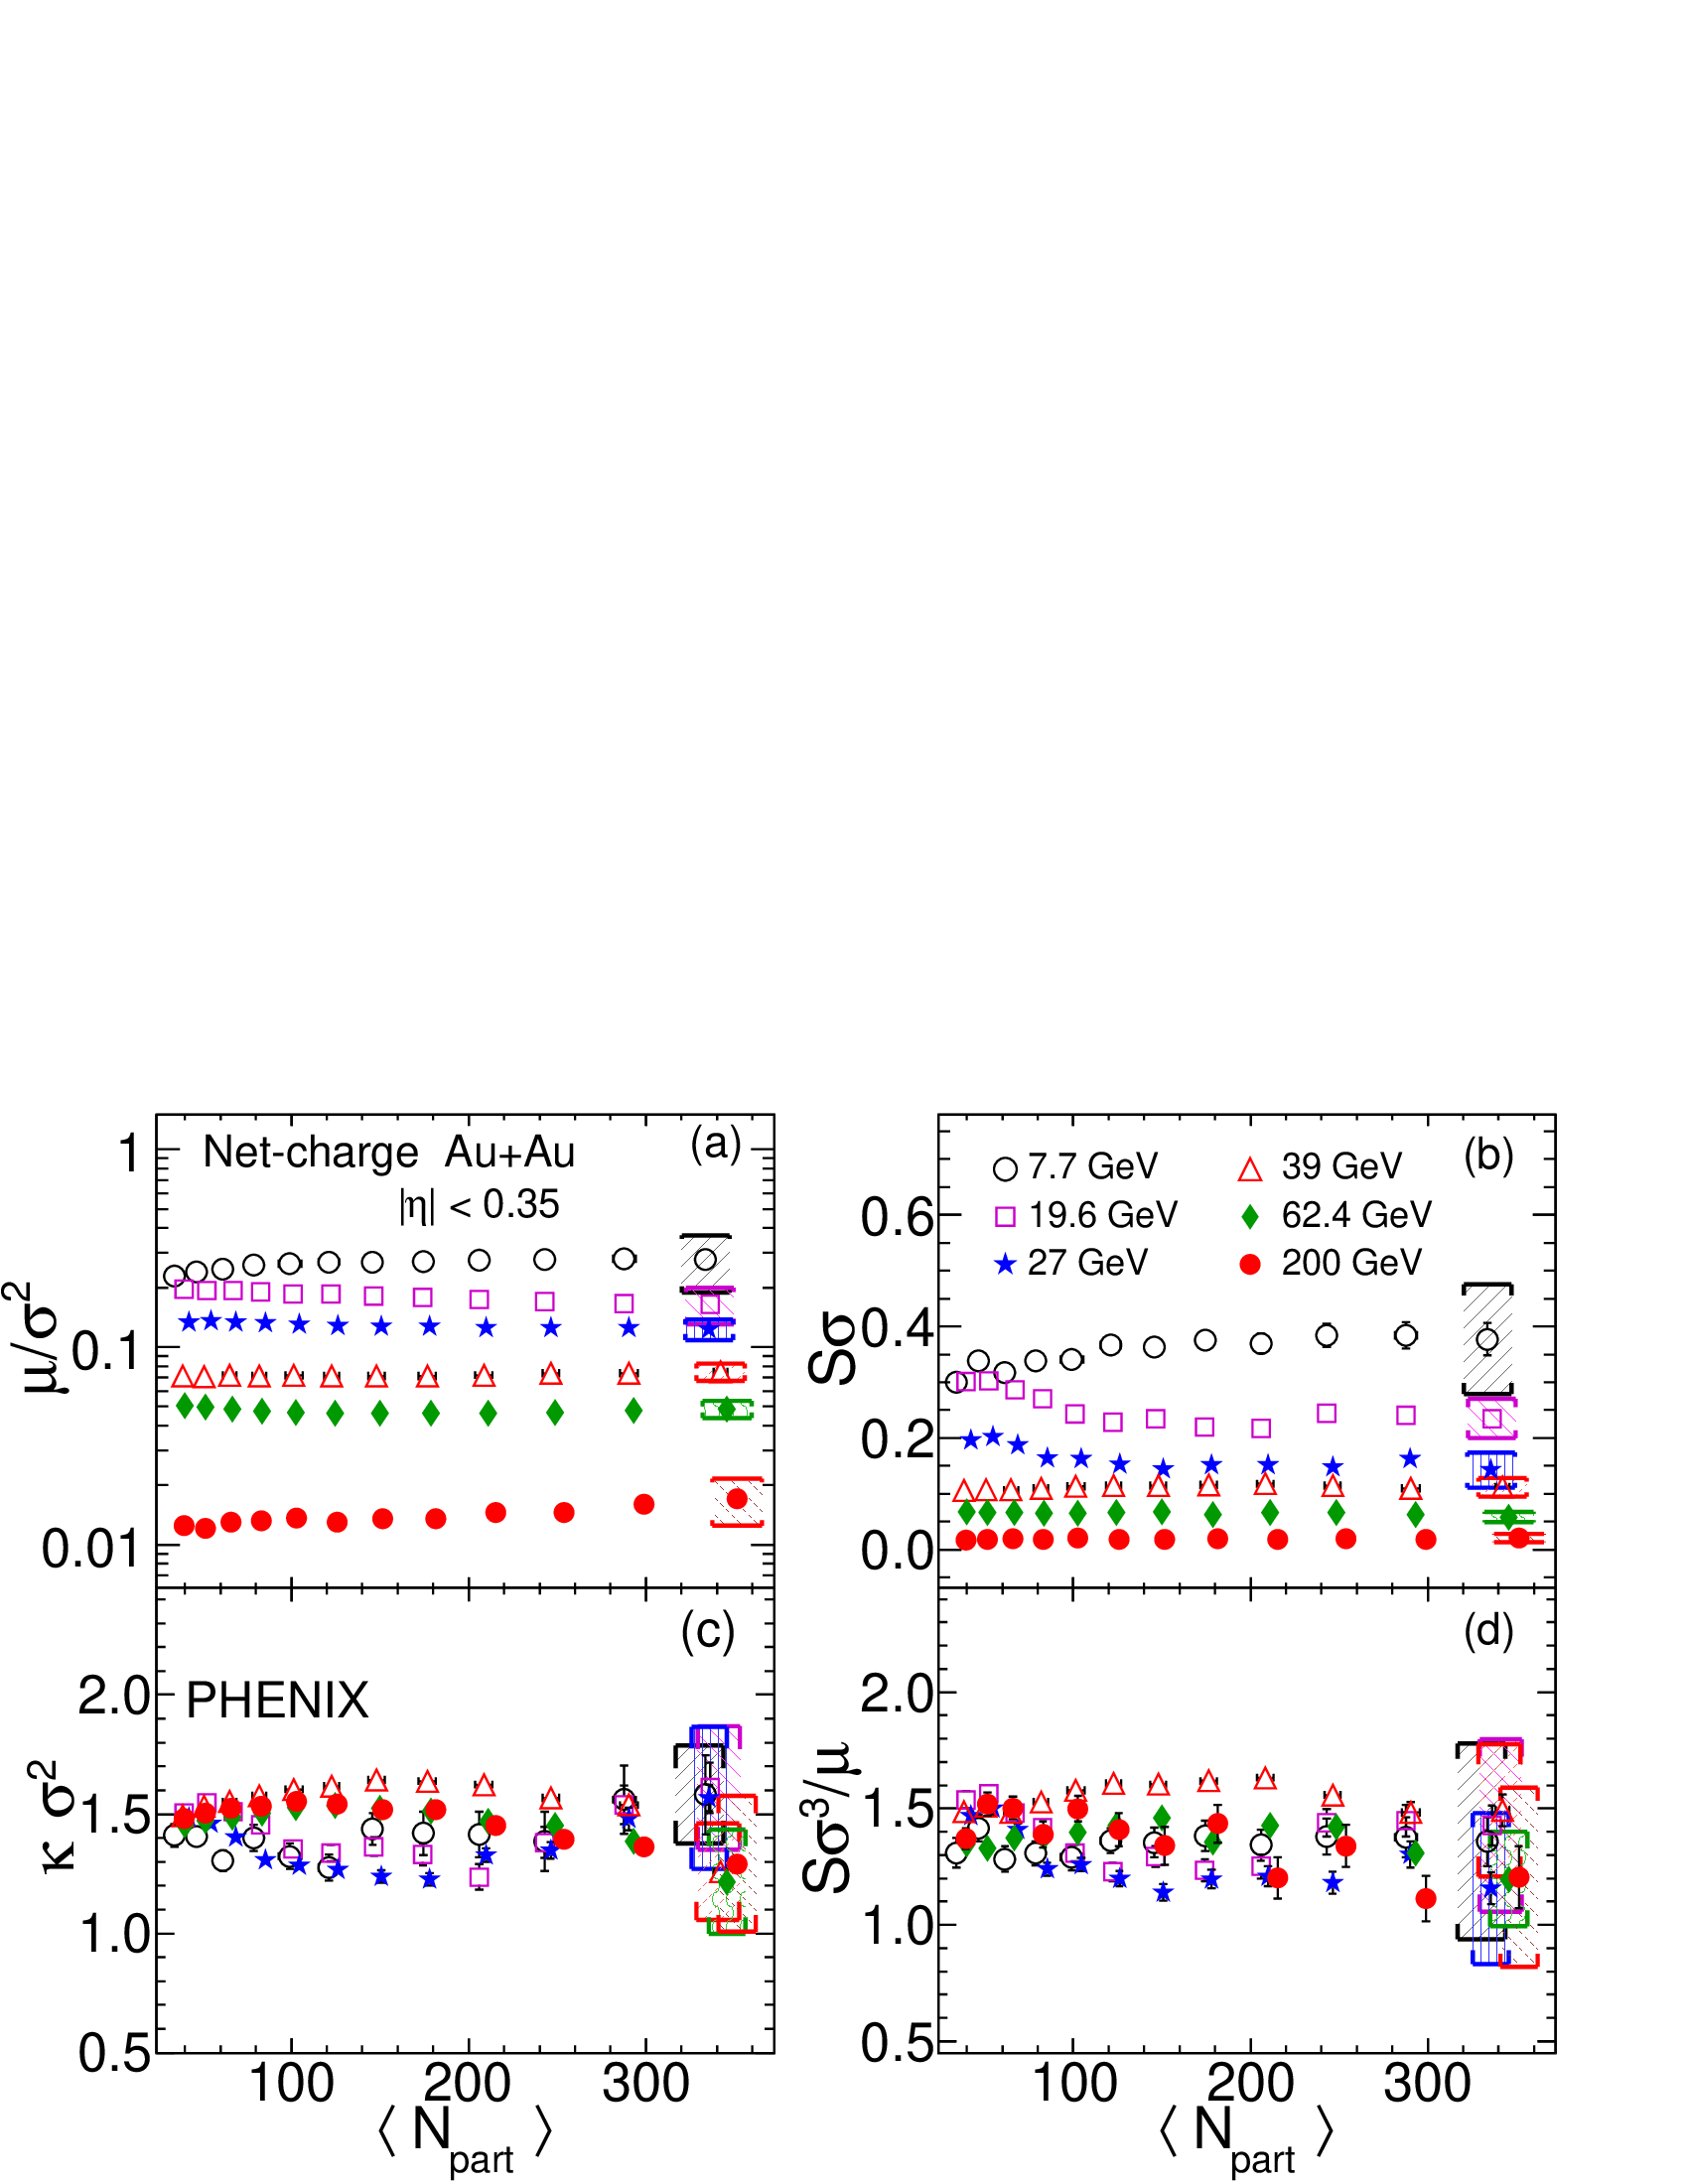 Net-charge Au+Au
|η| < 0.35
(a)
1
0.1
0.01
μ/σ²
(b)
7.7 GeV
39 GeV
19.6 GeV
62.4 GeV
27 GeV
200 GeV
0.6
0.4
0.2
0.0
Sσ
(c)
PHENIX
2.0
1.5
1.0
0.5
κ σ²
100 200 300
⟨ Npart ⟩
(d)
2.0
1.5
1.0
0.5
Sσ³/μ
100 200 300
⟨ Npart ⟩